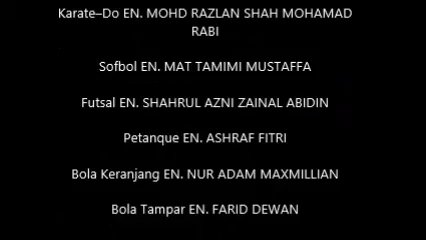 Karate–Do EN. MOHD RAZLAN SHAH MOHAMAD
RABI
Sofbol EN. MAT TAMIMI MUSTAFFA
Futsal EN. SHAHRUL AZNI ZAINAL ABIDIN
Petanque EN. ASHRAF FITRI
Bola Keranjang EN. NUR ADAM MAXMILLIAN
Bola Tampar EN. FARID DEWAN